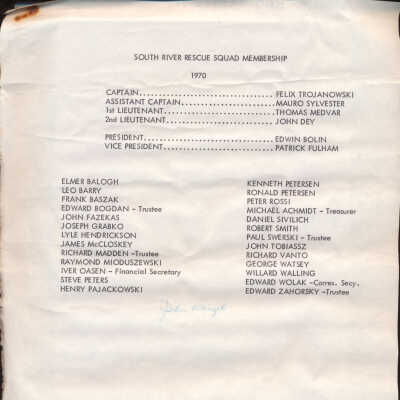 SOUTH RIVER RESCUE SQUAD MEMBERSHIP
1970
CAPTAIN..............................FELIX TROJANOWSKI
ASSISTANT CAPTAIN....................MAURO SYLVESTER
1st LIEUTENANT.......................THOMAS MEDVAR
2nd LIEUTENANT.......................JOHN DEY
PRESIDENT............................EDWIN BOLIN
VICE PRESIDENT.......................PATRICK FULHAM
ELMER BALOGH
LEO BARRY
FRANK BASZAK
EDWARD BOGDAN - Trustee
JOHN FAZEKAS
JOSEPH GRABKO
LYLE HENDRICKSON
JAMES McCLOSKEY
RICHARD MADDEN -Trustee
RAYMOND MIODUSZEWSKI
IVER OASEN - Financial Secretary
STEVE PETERS
HENRY PAJACKOWSKI
KENNETH PETERSEN
RONALD PETERSEN
PETER ROSSI
MICHAEL ACHMIDT - Treasurer
DANIEL SIVILICH
ROBERT SMITH
PAUL SWERSKI - Trustee
JOHN TOBIASSZ
RICHARD VANTO
GEORGE WATSEY
WILLARD WALLING
EDWARD WOLAK -Corres. Secy.
EDWARD ZAHORSKY -Trustee
John